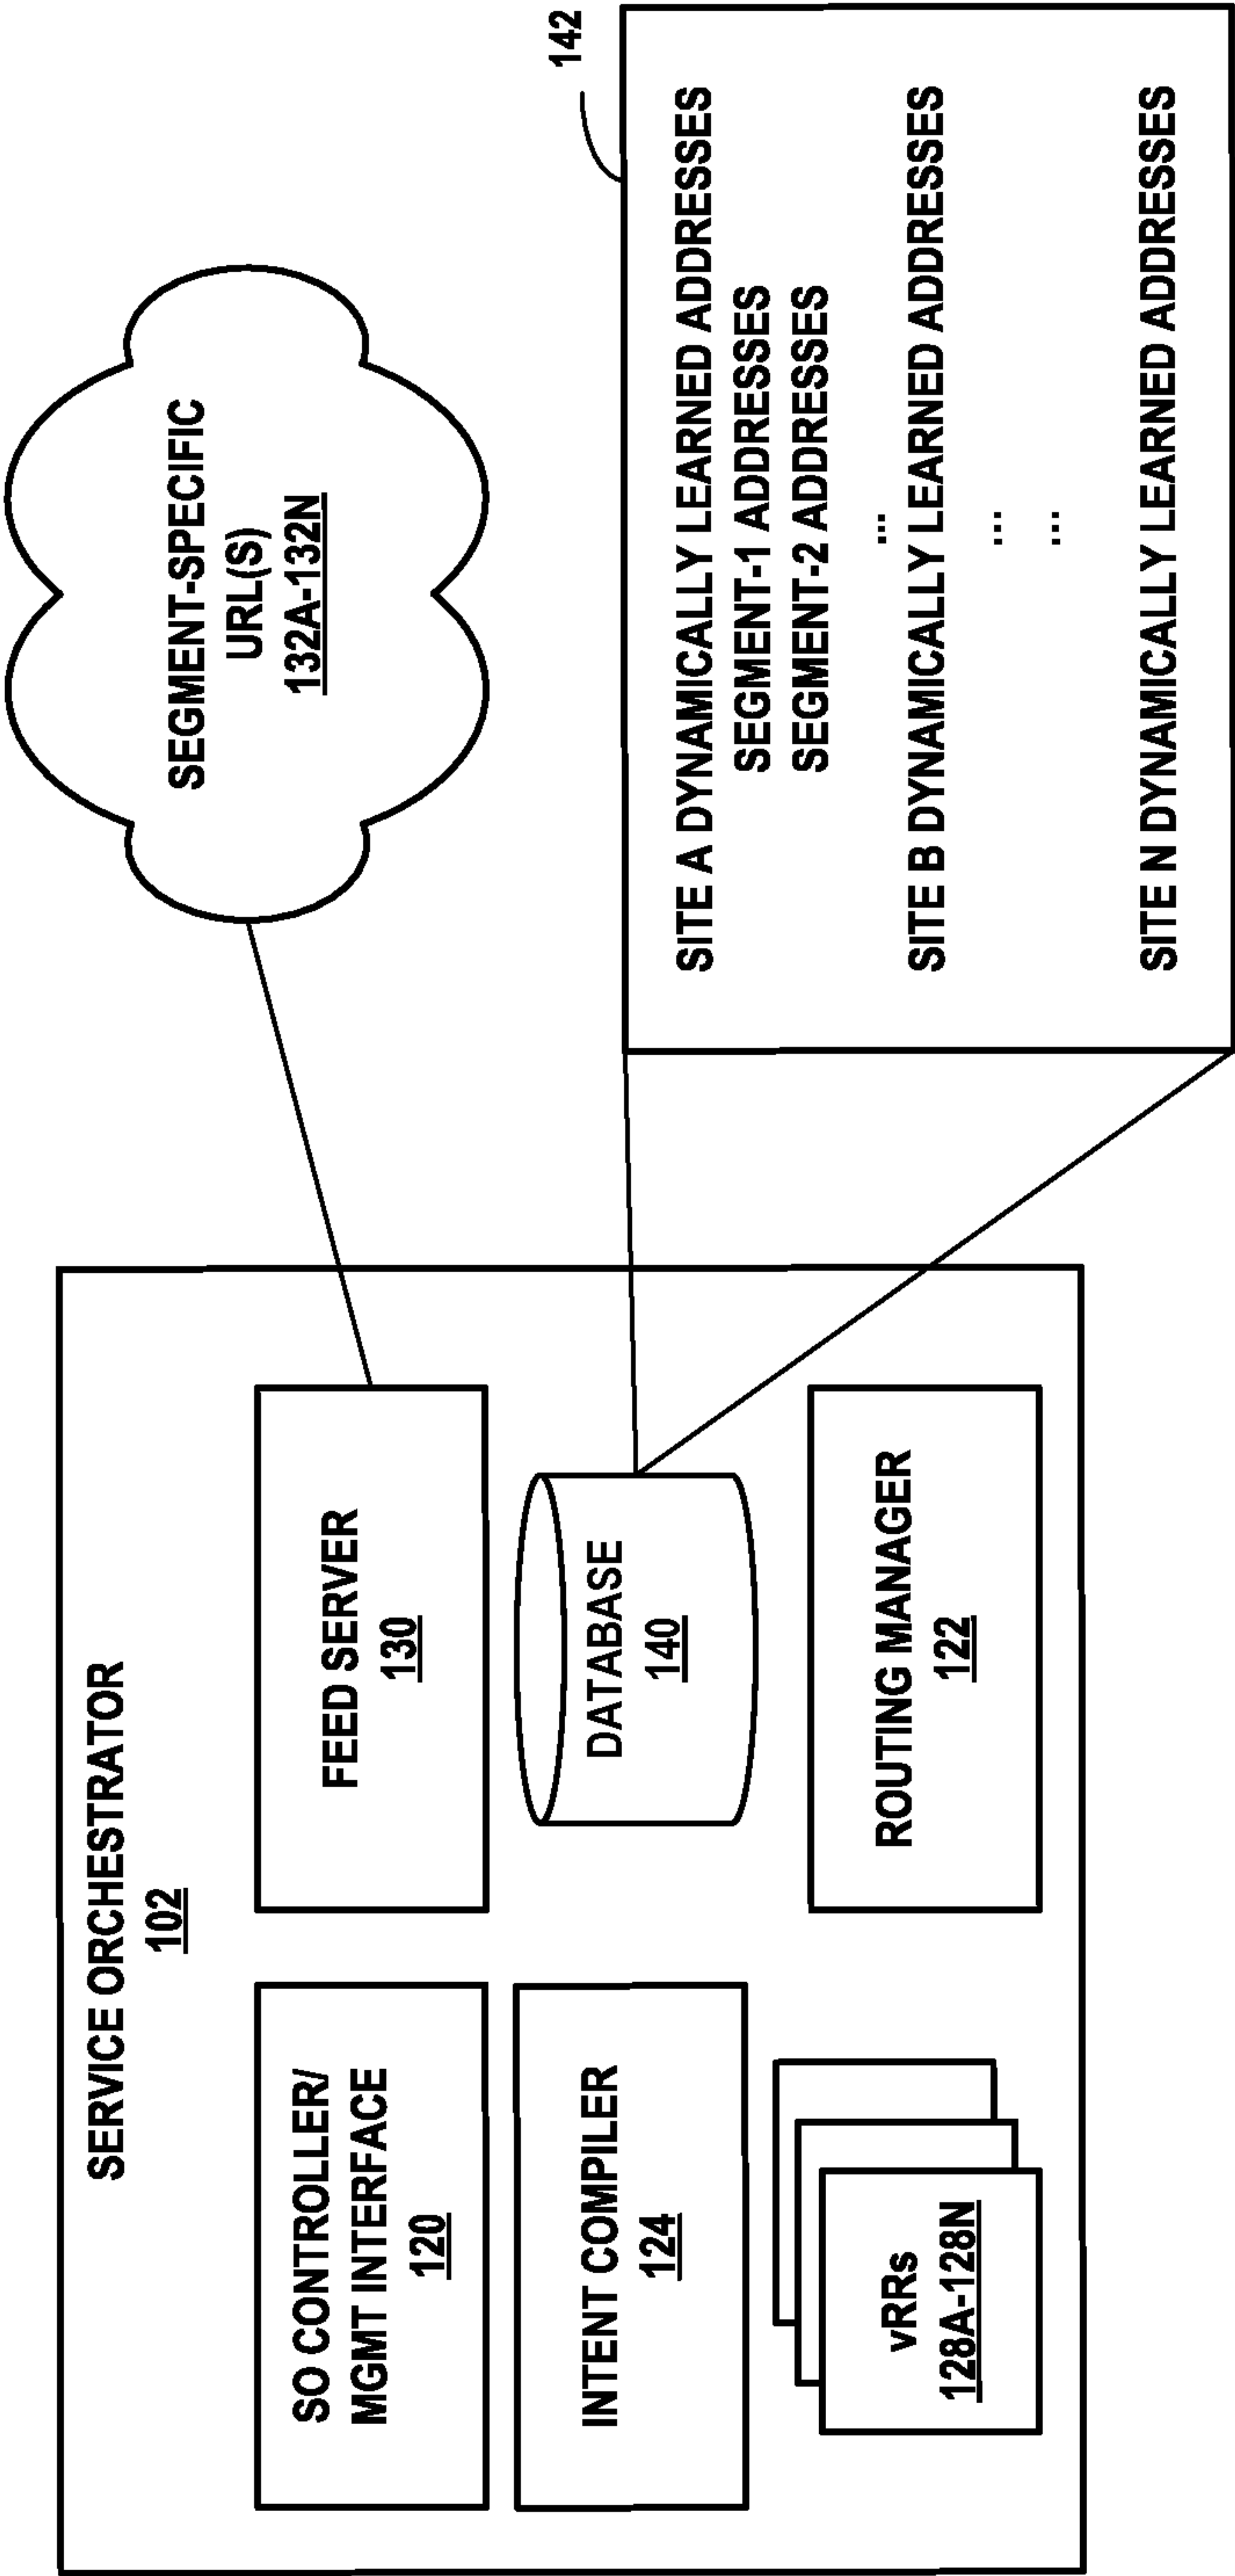 SERVICE ORCHESTRATOR
102
SO CONTROLLER/
MGMT INTERFACE
120
FEED SERVER
130
INTENT COMPILER
124
DATABASE
140
vRRs
128A-128N
ROUTING MANAGER
122
SEGMENT-SPECIFIC
URL(S)
132A-132N
142
SITE A DYNAMICALLY LEARNED ADDRESSES
SEGMENT-1 ADDRESSES
SEGMENT-2 ADDRESSES
...
SITE B DYNAMICALLY LEARNED ADDRESSES
...
...
SITE N DYNAMICALLY LEARNED ADDRESSES